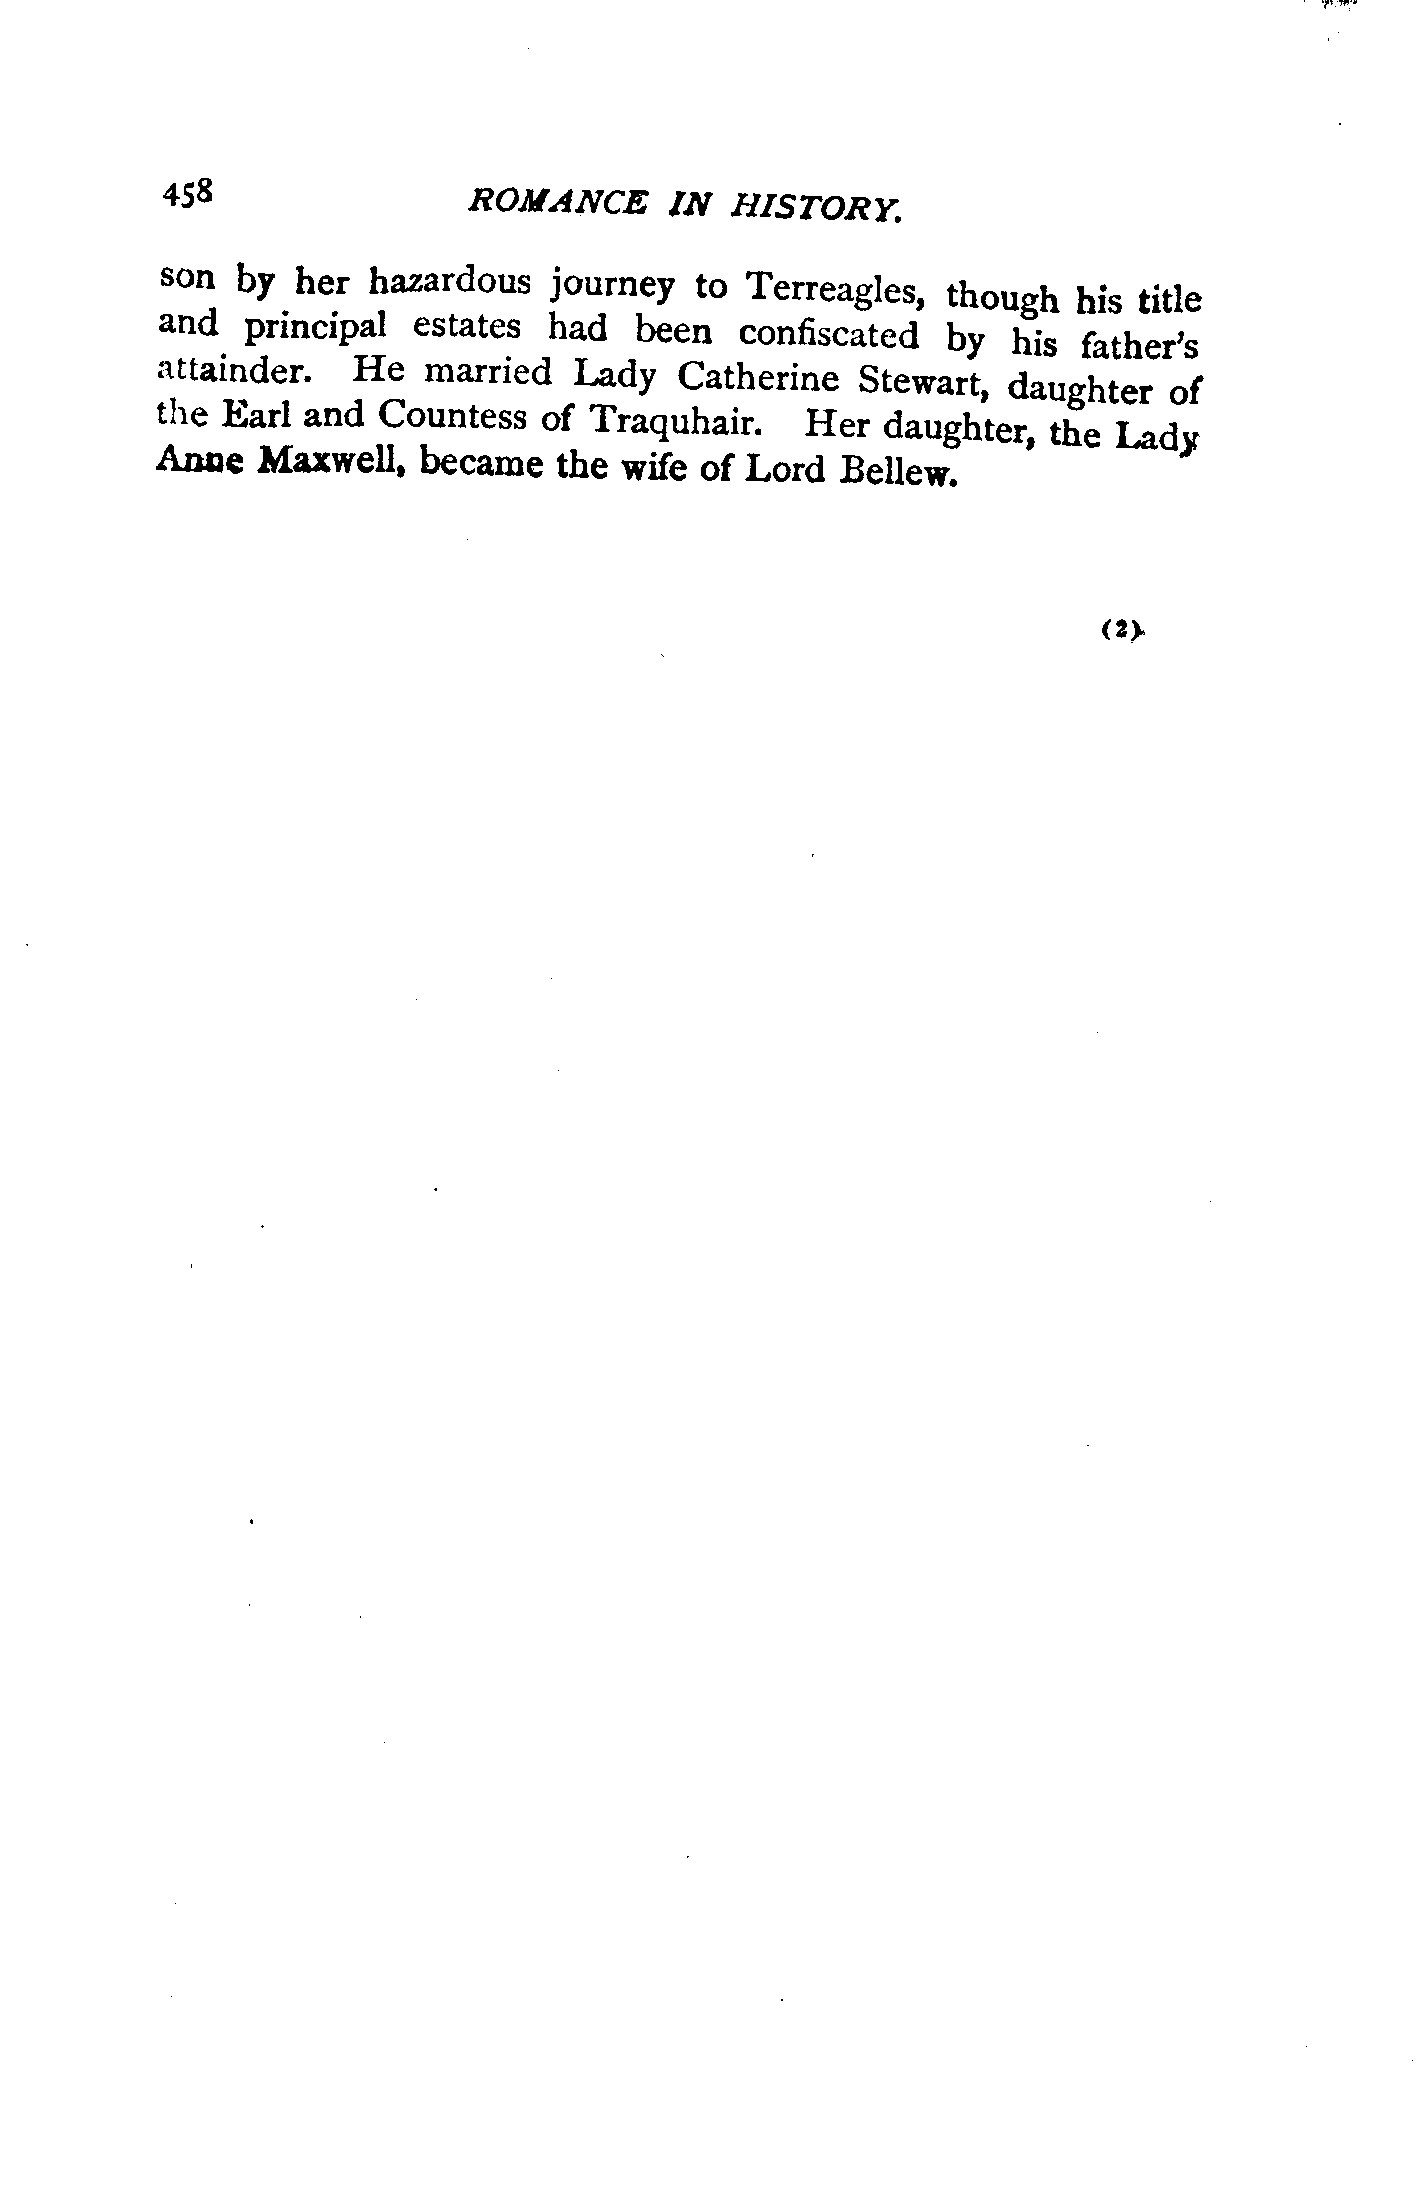 458
ROMANCE IN HISTORY.
son by her hazardous journey to Terreagles, though his title
and principal estates had been confiscated by his father's
attainder. He married Lady Catherine Stewart, daughter of
the Earl and Countess of Traquhair. Her daughter, the Lady
Anne Maxwell, became the wife of Lord Bellew.
(2)